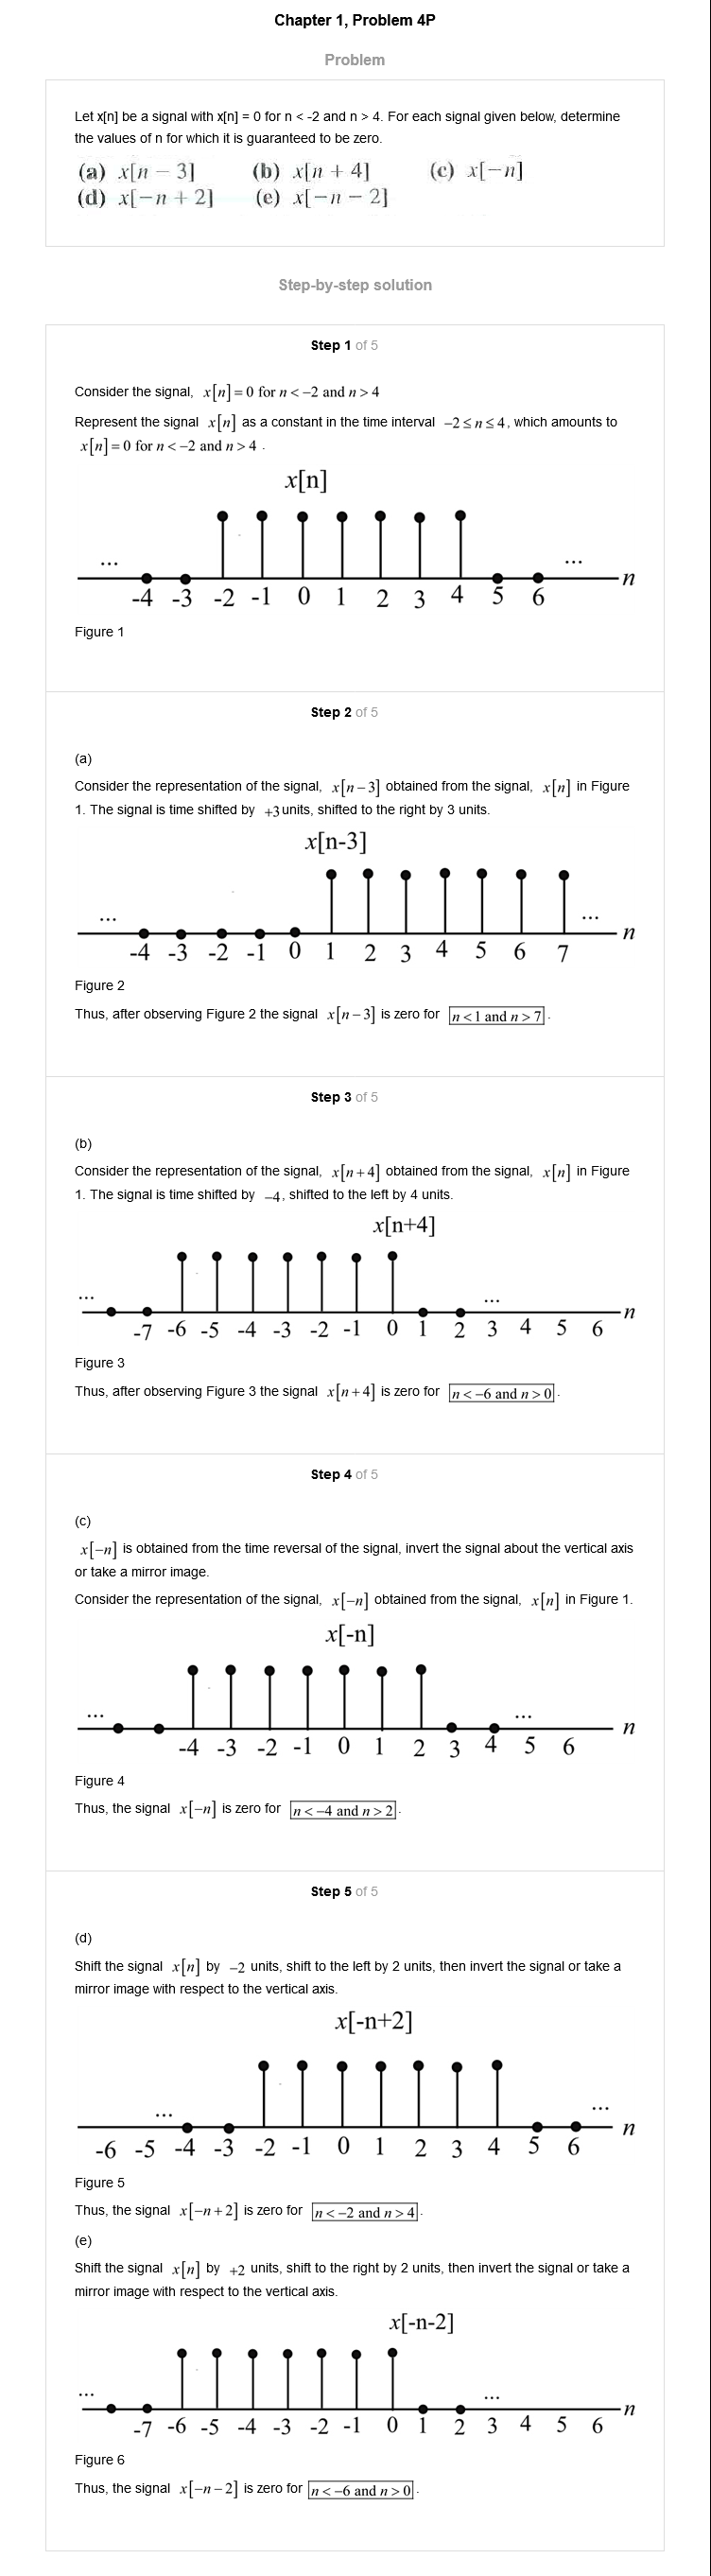 Chapter 1, Problem 4P
Problem
Let x[n] be a signal with x[n] = 0 for n < -2 and n > 4. For each signal given below, determine
the values of n for which it is guaranteed to be zero.
(a) x[n − 3] (b) x[n + 4] (c) x[−n]
(d) x[−n + 2] (e) x[−n − 2]
Step-by-step solution
Step 1 of 5
Consider the signal, x[n] = 0 for n < −2 and n > 4
Represent the signal x[n] as a constant in the time interval −2 ≤ n ≤ 4, which amounts to
x[n] = 0 for n < −2 and n > 4 .
x[n]
... ...
n
-4 -3 -2 -1 0 1 2 3 4 5 6
Figure 1
Step 2 of 5
(a)
Consider the representation of the signal, x[n−3] obtained from the signal, x[n] in Figure
1. The signal is time shifted by +3 units, shifted to the right by 3 units.
x[n-3]
... ...
n
-4 -3 -2 -1 0 1 2 3 4 5 6 7
Figure 2
Thus, after observing Figure 2 the signal x[n−3] is zero for n < 1 and n > 7.
Step 3 of 5
(b)
Consider the representation of the signal, x[n+4] obtained from the signal, x[n] in Figure
1. The signal is time shifted by −4, shifted to the left by 4 units.
x[n+4]
... ...
n
-7 -6 -5 -4 -3 -2 -1 0 1 2 3 4 5 6
Figure 3
Thus, after observing Figure 3 the signal x[n+4] is zero for n < −6 and n > 0.
Step 4 of 5
(c)
x[−n] is obtained from the time reversal of the signal, invert the signal about the vertical axis
or take a mirror image.
Consider the representation of the signal, x[−n] obtained from the signal, x[n] in Figure 1.
x[-n]
... ...
n
-4 -3 -2 -1 0 1 2 3 4 5 6
Figure 4
Thus, the signal x[−n] is zero for n < −4 and n > 2.
Step 5 of 5
(d)
Shift the signal x[n] by −2 units, shift to the left by 2 units, then invert the signal or take a
mirror image with respect to the vertical axis.
x[-n+2]
... ...
n
-6 -5 -4 -3 -2 -1 0 1 2 3 4 5 6
Figure 5
Thus, the signal x[−n+2] is zero for n < −2 and n > 4.
(e)
Shift the signal x[n] by +2 units, shift to the right by 2 units, then invert the signal or take a
mirror image with respect to the vertical axis.
x[-n-2]
... ...
n
-7 -6 -5 -4 -3 -2 -1 0 1 2 3 4 5 6
Figure 6
Thus, the signal x[−n−2] is zero for n < −6 and n > 0.